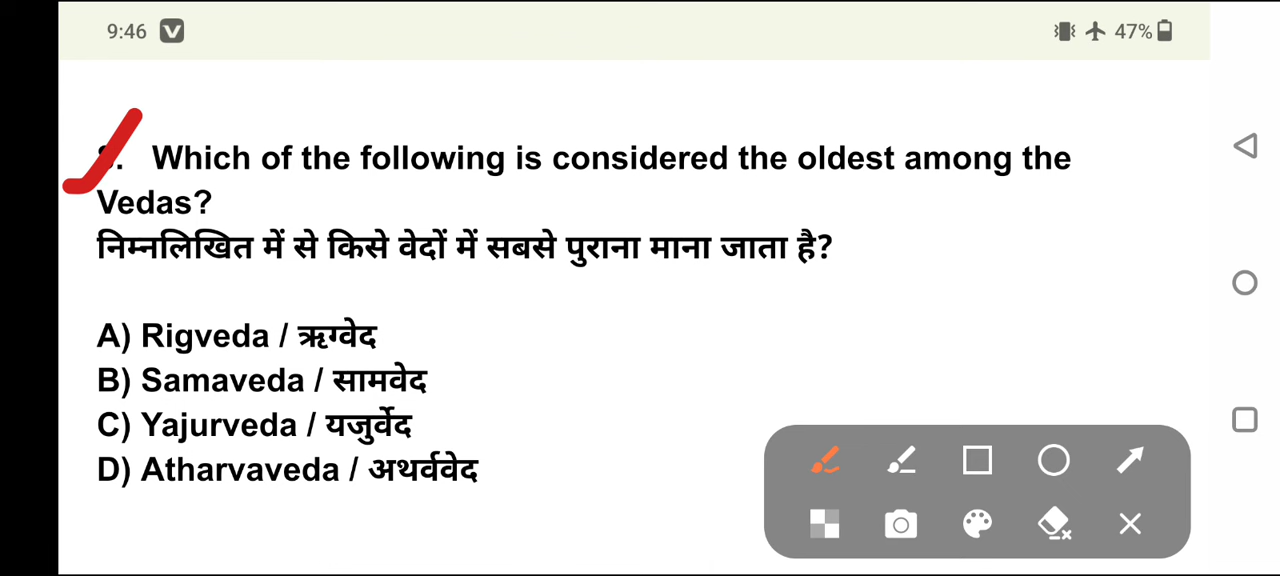 9:46 47%
Which of the following is considered the oldest among the
Vedas?
निम्नलिखित में से किसे वेदों में सबसे पुराना माना जाता है?
A) Rigveda / ऋग्वेद
B) Samaveda / सामवेद
C) Yajurveda / यजुर्वेद
D) Atharvaveda / अथर्ववेद